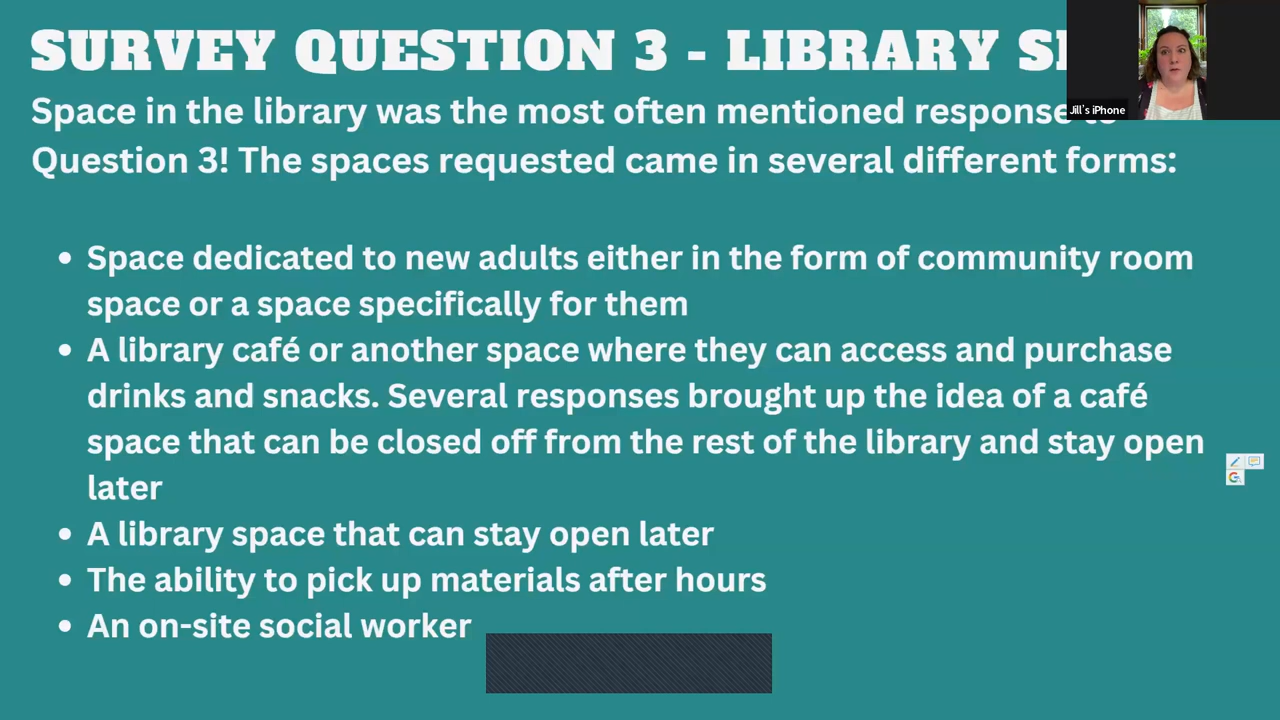 SURVEY QUESTION 3 - LIBRARY
Jill's iPhone
Space in the library was the most often mentioned response
Question 3! The spaces requested came in several different forms:
• Space dedicated to new adults either in the form of community room
space or a space specifically for them
• A library café or another space where they can access and purchase
drinks and snacks. Several responses brought up the idea of a café
space that can be closed off from the rest of the library and stay open
later
• A library space that can stay open later
• The ability to pick up materials after hours
• An on-site social worker